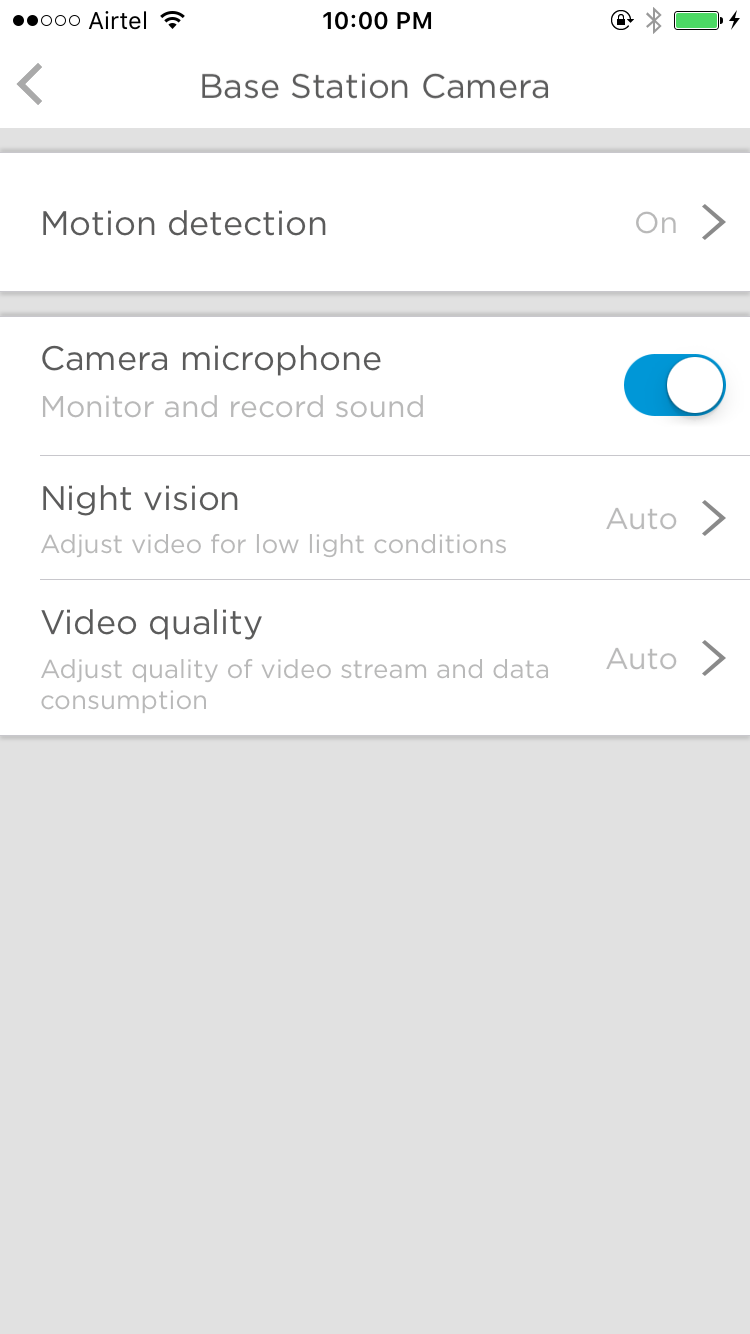 Airtel 10:00 PM
Base Station Camera
Motion detection On
Camera microphone
Monitor and record sound
Night vision
Adjust video for low light conditions
Auto
Video quality
Adjust quality of video stream and data
consumption
Auto